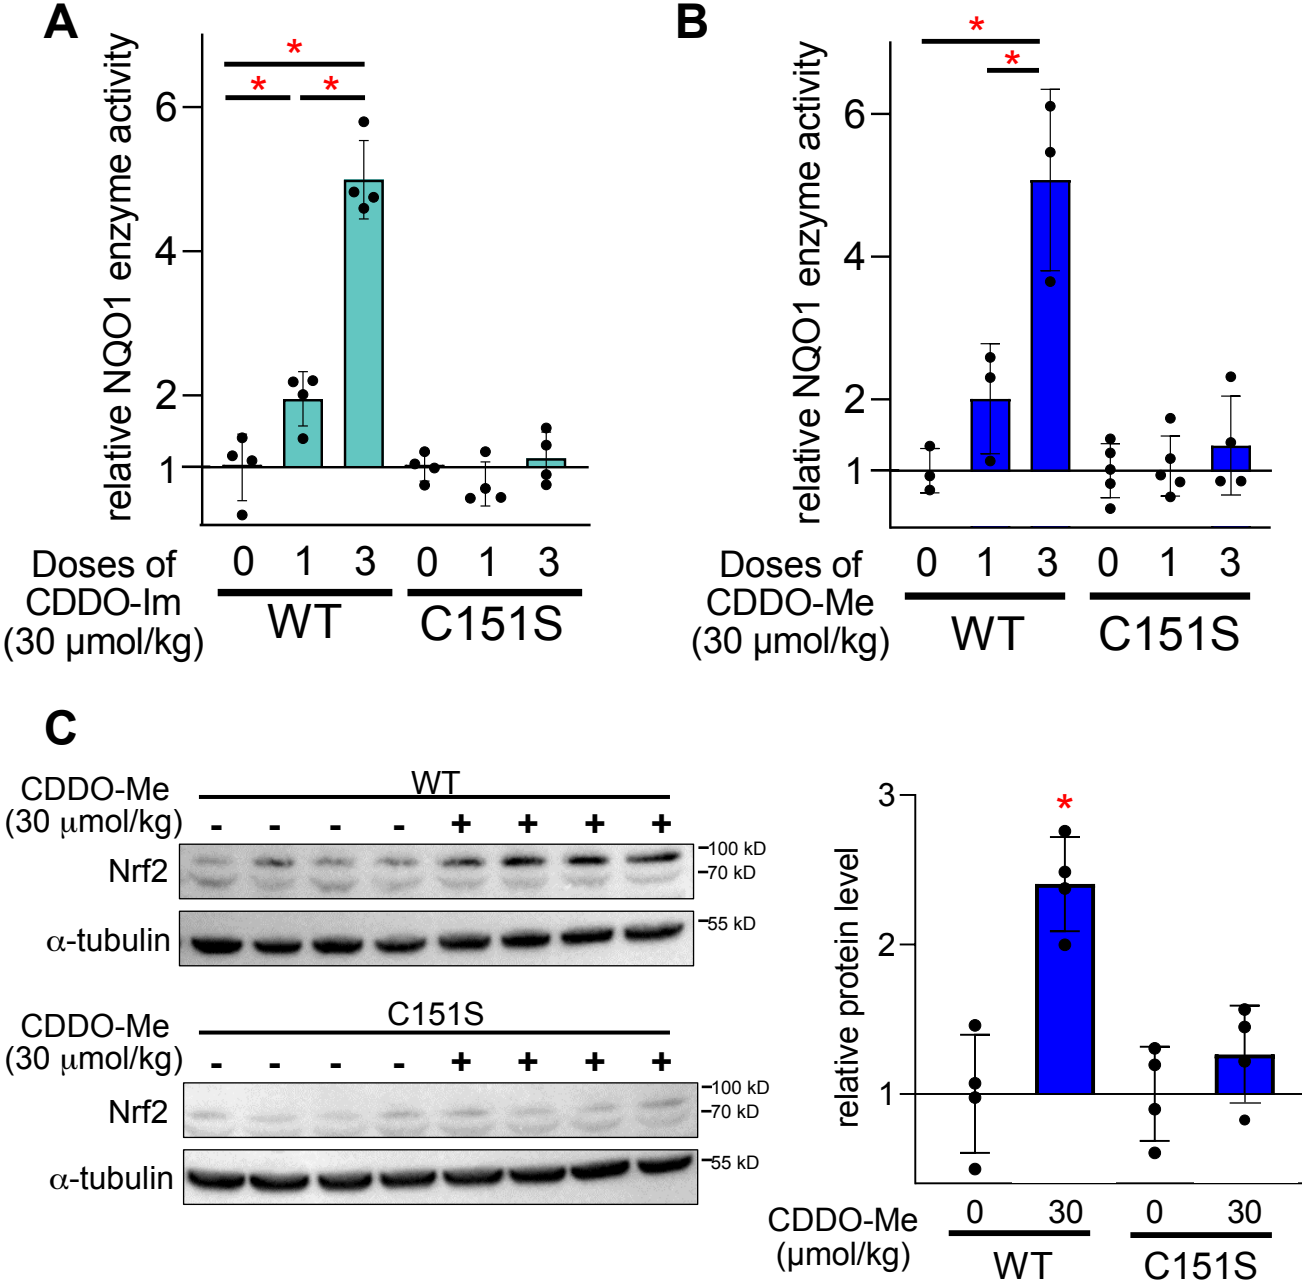 A
relative NQO1 enzyme activity
6
4
2
1
* 
* *
Doses of
CDDO-Im
(30 µmol/kg)
0 1 3 0 1 3
WT C151S
B
relative NQO1 enzyme activity
6
4
2
1
*
*
Doses of
CDDO-Me
(30 µmol/kg)
0 1 3 0 1 3
WT C151S
C
CDDO-Me
(30 µmol/kg)
WT
- - - - + + + +
Nrf2
100 kD
70 kD
α-tubulin
55 kD
CDDO-Me
(30 µmol/kg)
C151S
- - - - + + + +
Nrf2
100 kD
70 kD
α-tubulin
55 kD
relative protein level
3
2
1
*
CDDO-Me
(µmol/kg)
0 30 0 30
WT C151S